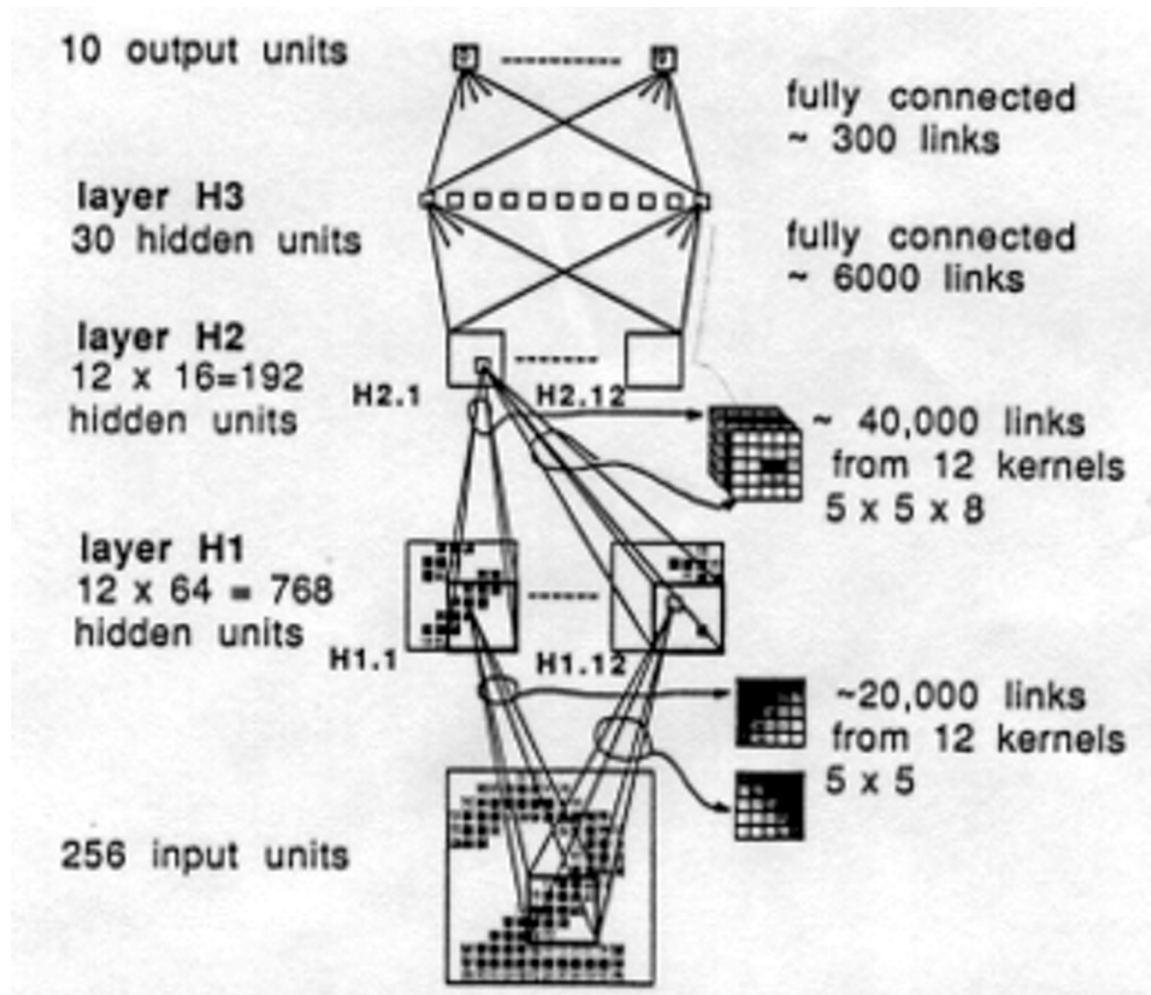 10 output units
fully connected
~ 300 links
layer H3
30 hidden units
fully connected
~ 6000 links
layer H2
12 x 16=192
hidden units
H2.1
H2.12
~ 40,000 links
from 12 kernels
5 x 5 x 8
layer H1
12 x 64 = 768
hidden units
H1.1
H1.12
~20,000 links
from 12 kernels
5 x 5
256 input units